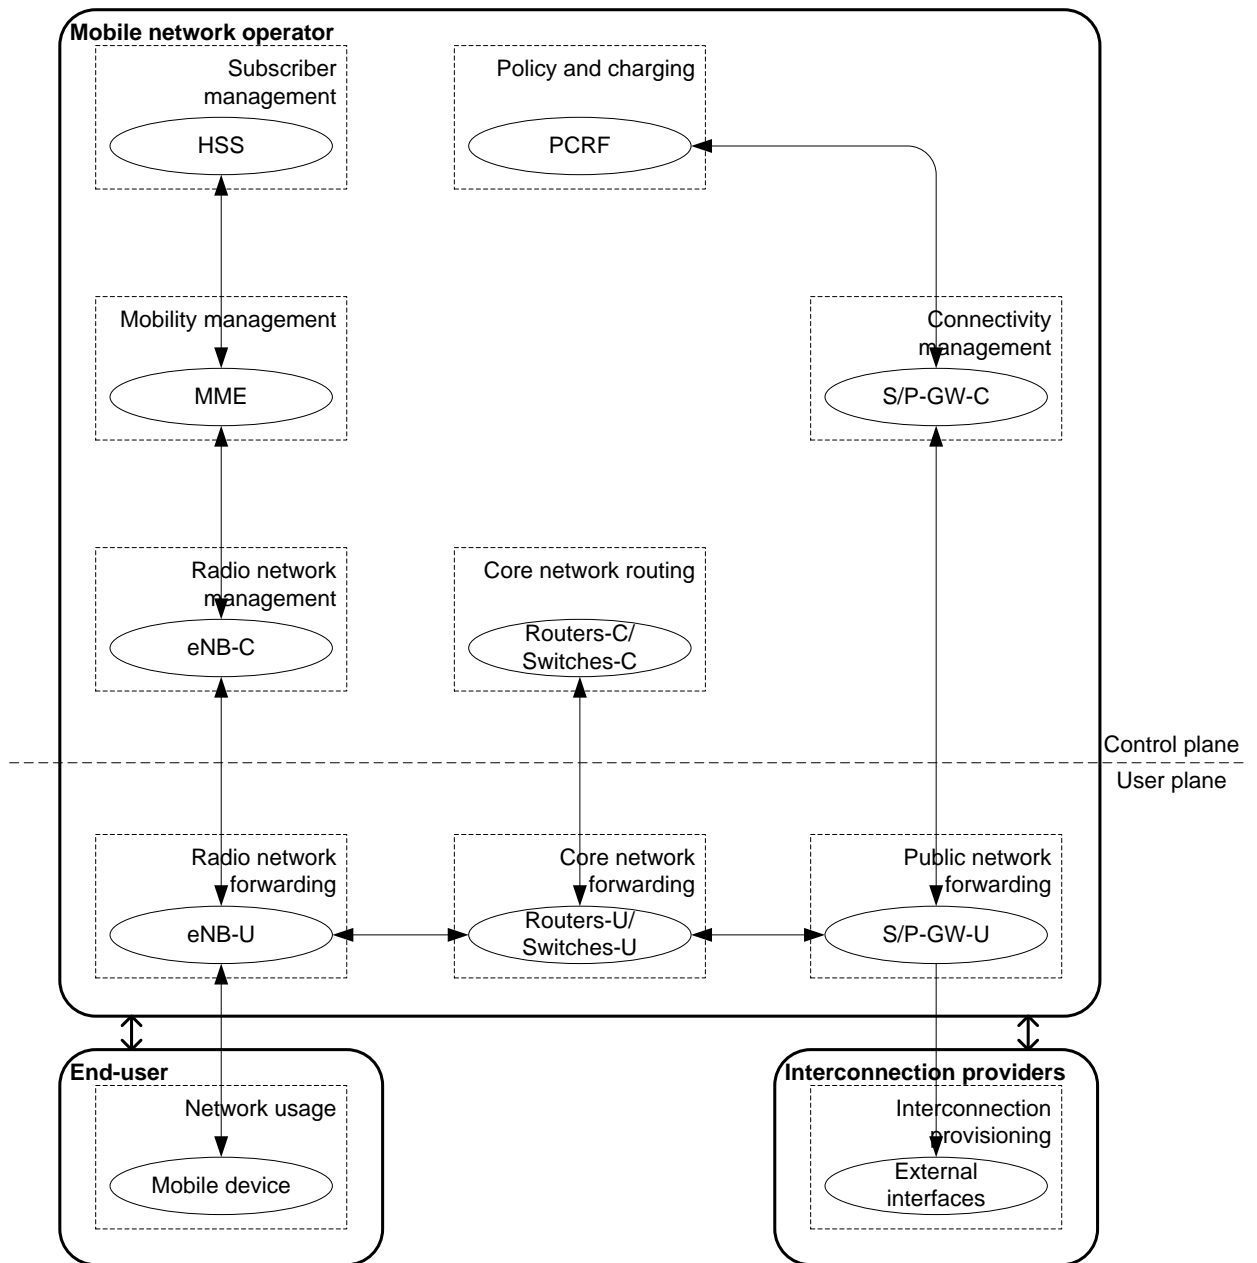 Mobile network operator
Subscriber
management
HSS
Policy and charging
PCRF
Mobility management
MME
Connectivity
management
S/P-GW-C
Radio network
management
eNB-C
Core network routing
Routers-C/
Switches-C
Control plane
User plane
Radio network
forwarding
eNB-U
Core network
forwarding
Routers-U/
Switches-U
Public network
forwarding
S/P-GW-U
End-user
Network usage
Mobile device
Interconnection providers
Interconnection
provisioning
External
interfaces